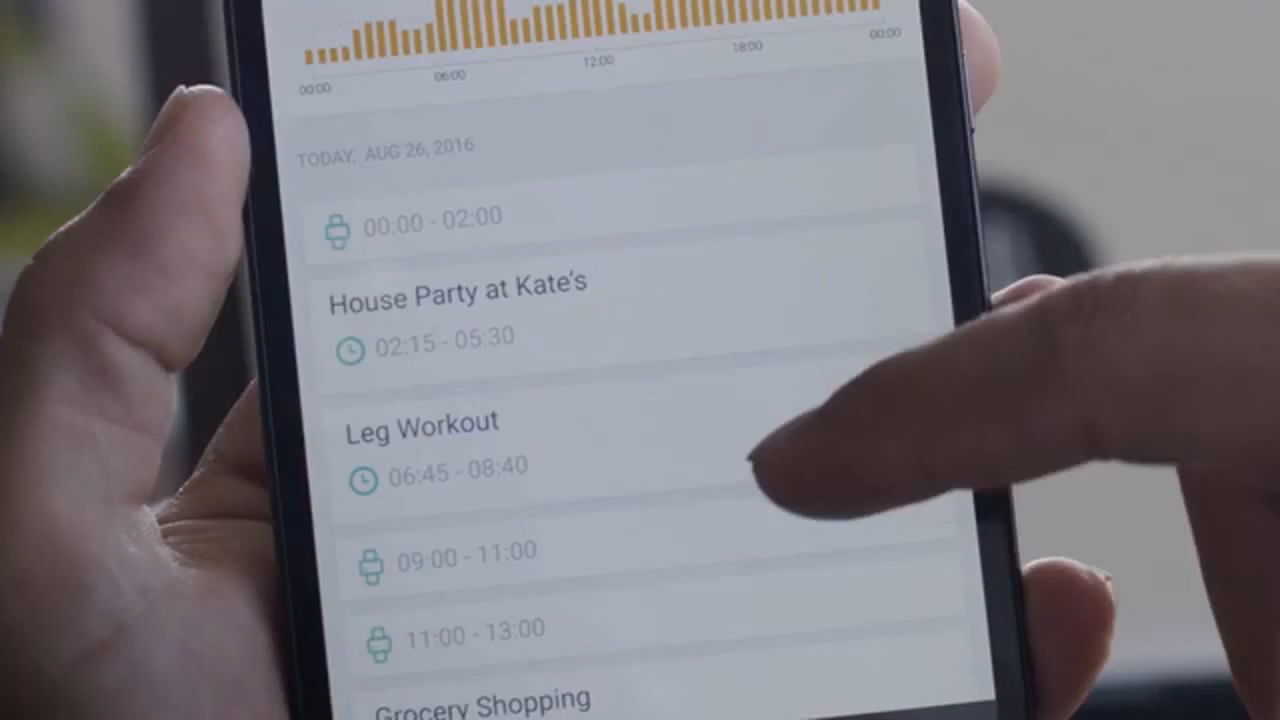 00:00 06:00 12:00 18:00 00:00
TODAY, AUG 26, 2016
00:00 - 02:00
House Party at Kate's
02:15 - 05:30
Leg Workout
06:45 - 08:40
09:00 - 11:00
11:00 - 13:00
Grocery Shopping